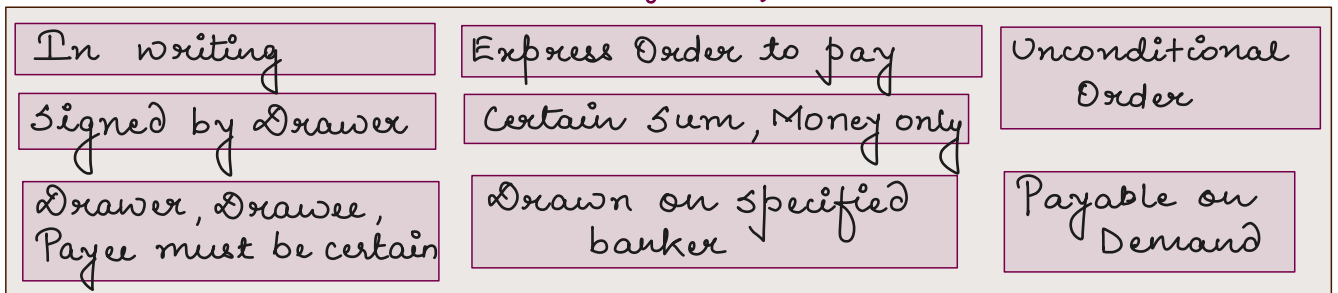 In writing
Express Order to pay
Unconditional
Order
Signed by Drawer
Certain Sum, Money only
Drawer, Drawee,
Payee must be certain
Drawn on specified
banker
Payable on
Demand